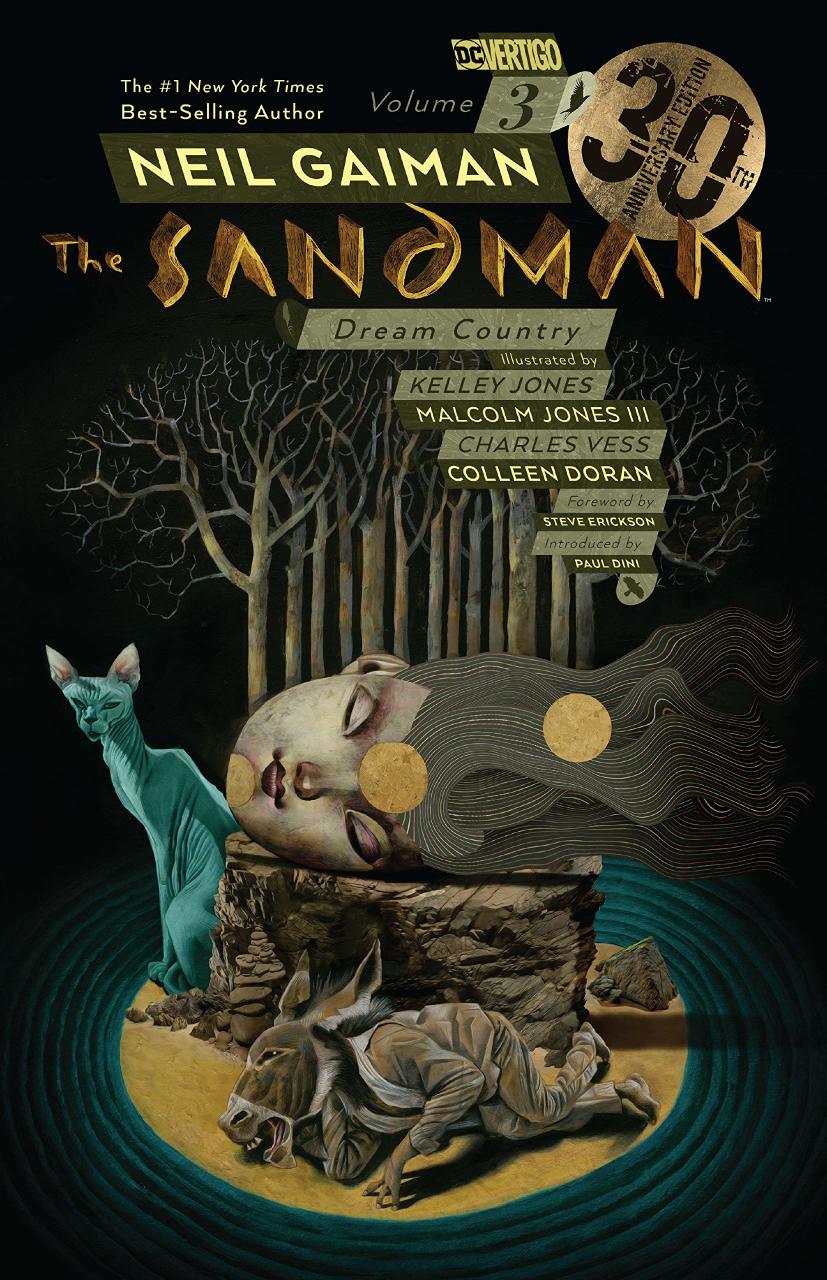 DC VERTIGO
The #1 New York Times
Best-Selling Author
Volume 3
30TH
ANNIVERSARY EDITION
NEIL GAIMAN
The SANDMAN
TM
Dream Country
Illustrated by
KELLEY JONES
MALCOLM JONES III
CHARLES VESS
COLLEEN DORAN
Foreword by
STEVE ERICKSON
Introduced by
PAUL DINI